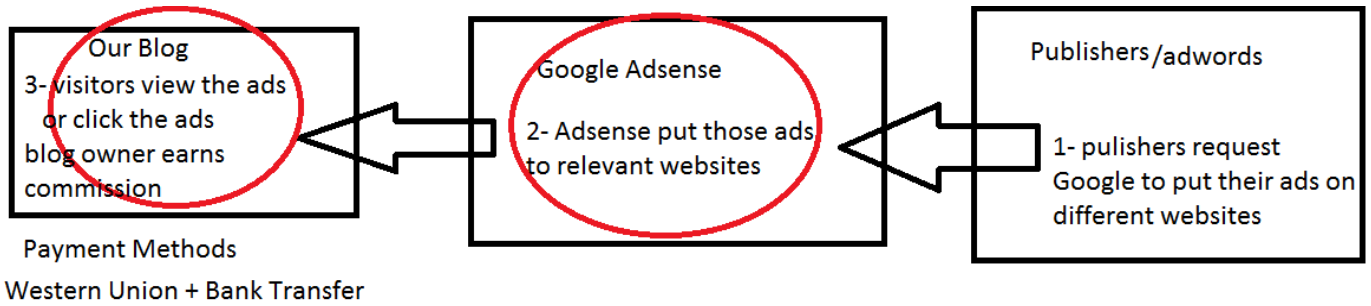 Our Blog
3- visitors view the ads
or click the ads
blog owner earns
commission
Payment Methods
Western Union + Bank Transfer
Google Adsense
2- Adsense put those ads
to relevant websites
Publishers/adwords
1- pulishers request
Google to put their ads on
different websites